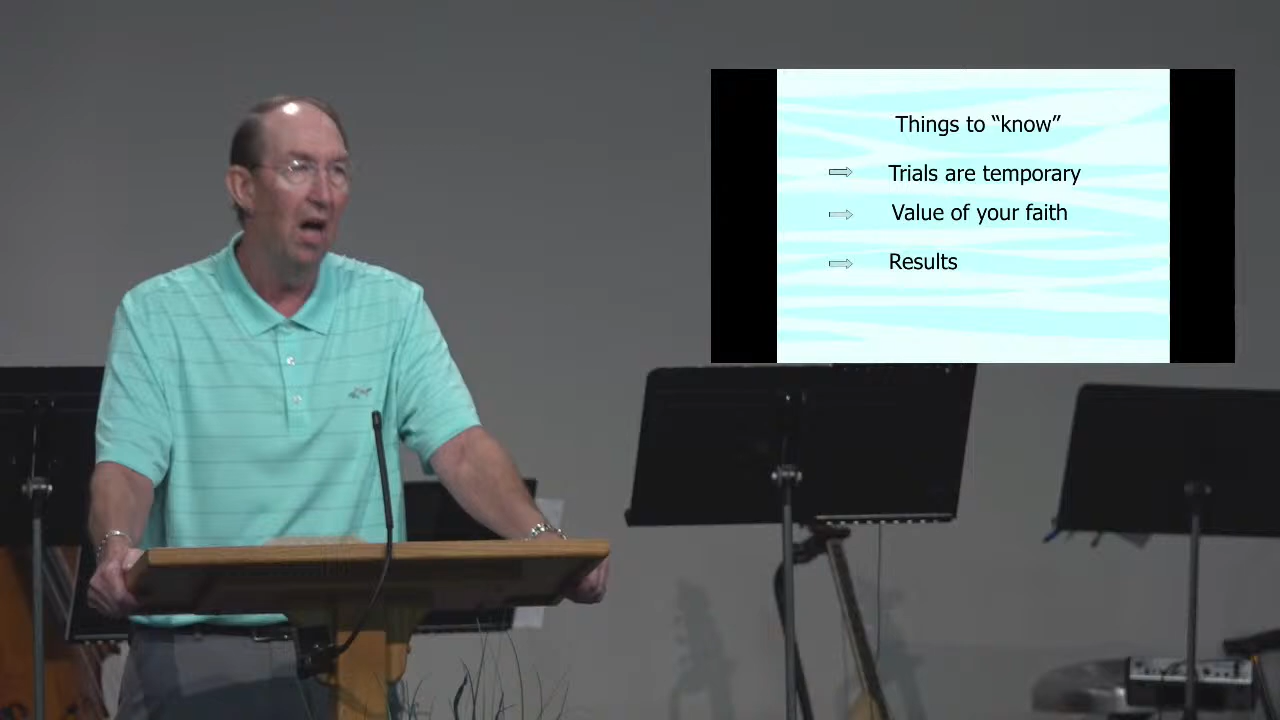 Things to “know”
Trials are temporary
Value of your faith
Results